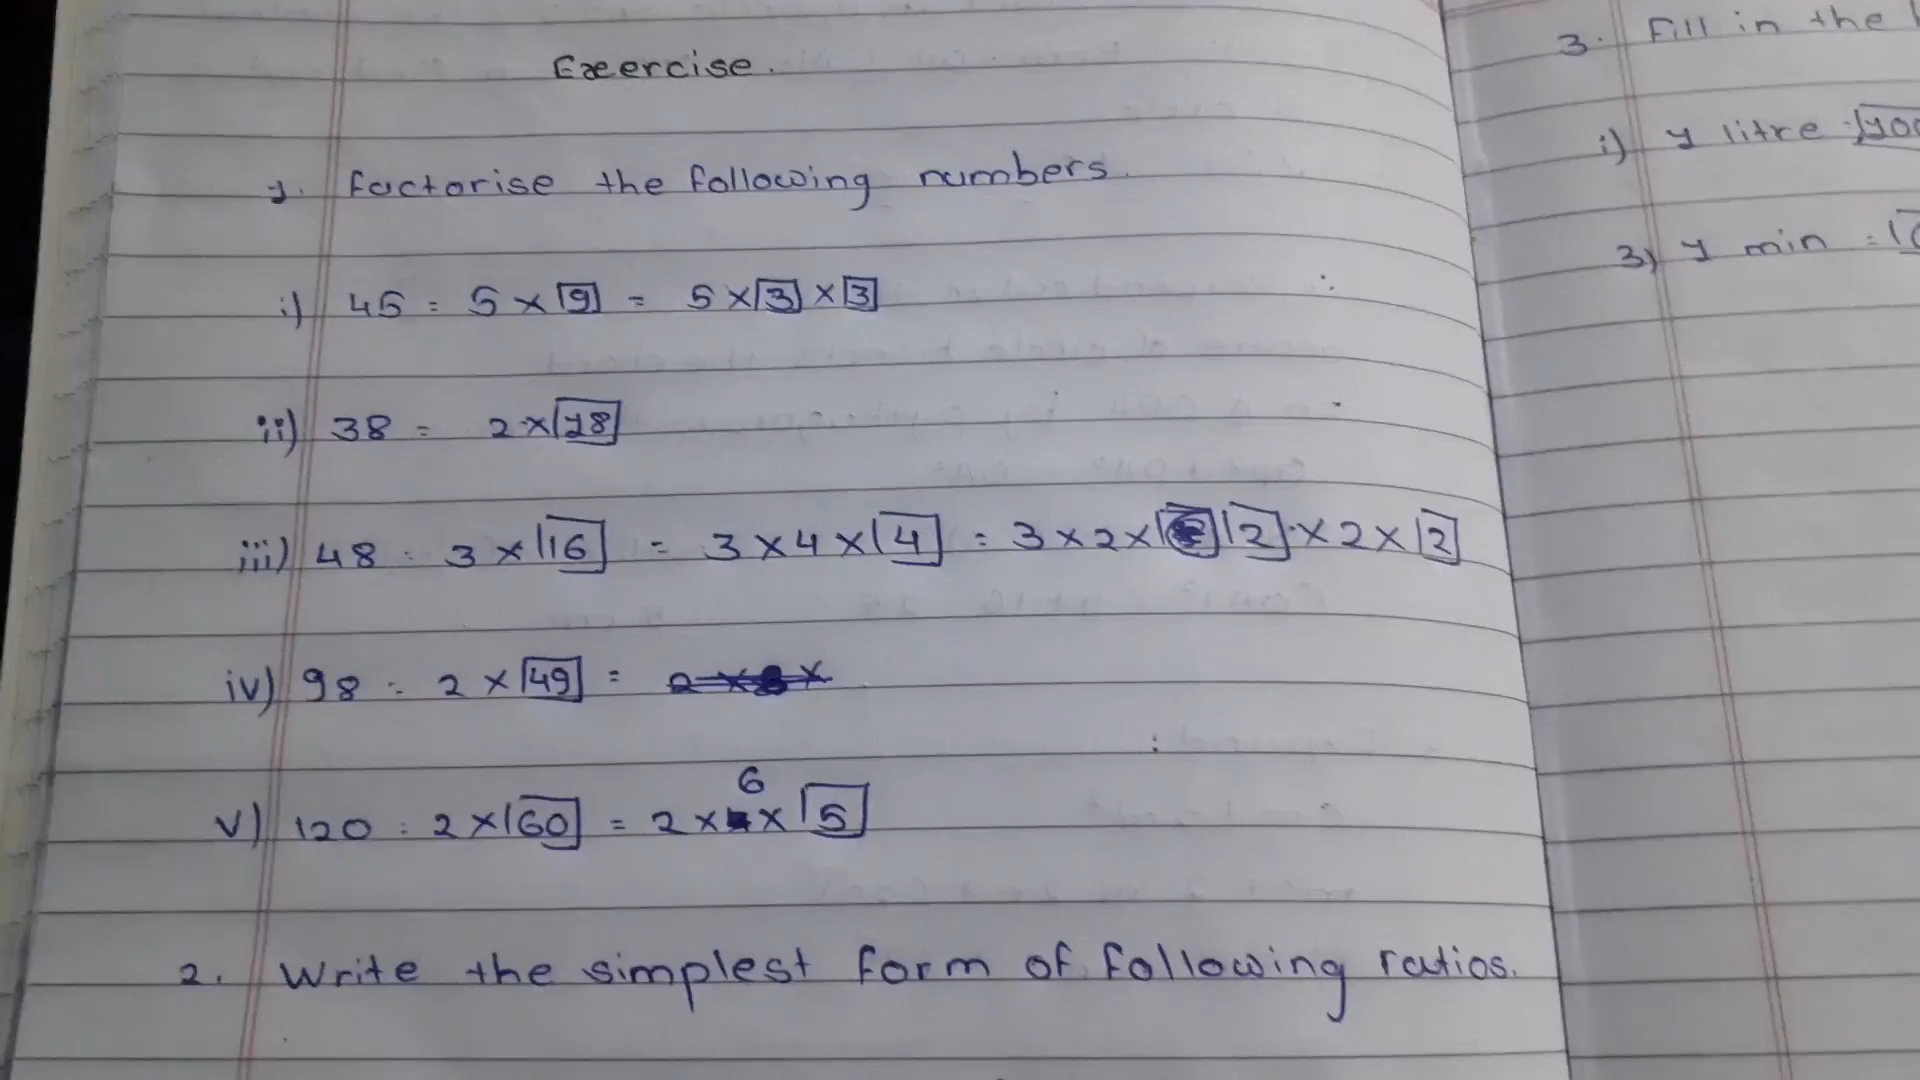 Exercise.
1. Factorise the following numbers.
i) 45 = 5 × 9 = 5 × 3 × 3
ii) 38 = 2 × 18
iii) 48 = 3 × 16 = 3 × 4 × 4 = 3 × 2 × 2 × 2 × 2
iv) 98 = 2 × 49 =
v) 120 = 2 × 60 = 2 × 6 × 5
2. Write the simplest form of following ratios.
3. Fill in the
i) 1 litre =
3) 1 min =